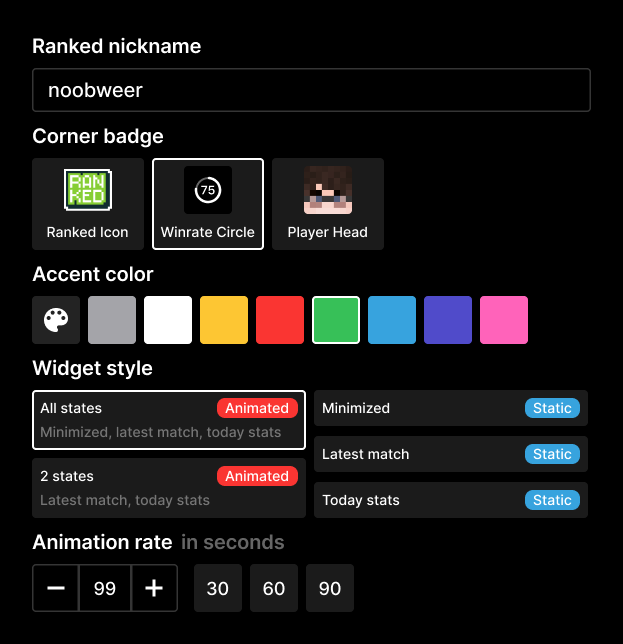 Ranked nickname
noobweer
Corner badge
RAN
KED
75
Ranked Icon
Winrate Circle
Player Head
Accent color
Widget style
All states
Animated
Minimized, latest match, today stats
2 states
Animated
Latest match, today stats
Minimized
Static
Latest match
Static
Today stats
Static
Animation rate in seconds
− 99 + 30 60 90